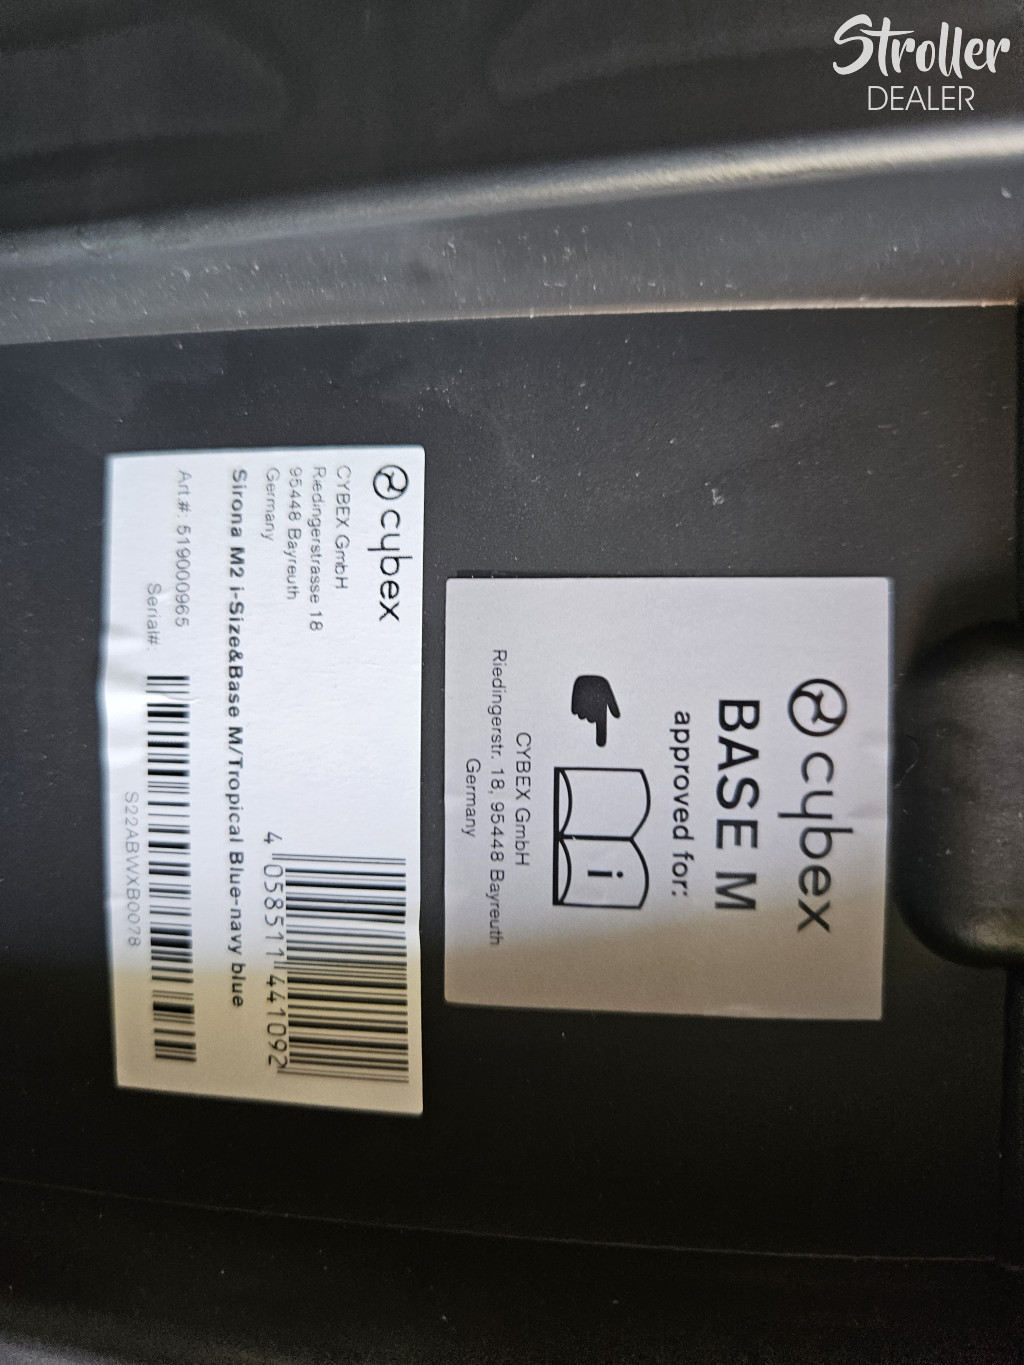 Stroller
DEALER
cybex
BASE M
approved for:
i
CYBEX GmbH
Riedingerstr. 18, 95448 Bayreuth
Germany
cybex
CYBEX GmbH
Riedingerstrasse 18
95448 Bayreuth
Germany
4 058511 441092
Sirona M2 i-Size&Base M/Tropical Blue-navy blue
Art.#: 519000965
Serial#:
S22ABWXB0078